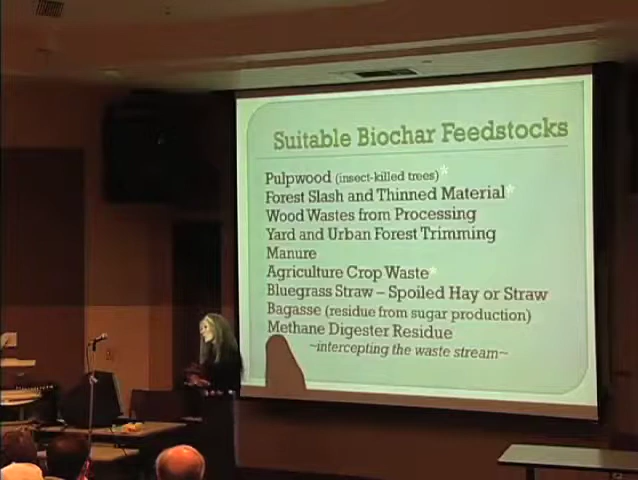 Suitable Biochar Feedstocks
Pulpwood (insect-killed trees)*
Forest Slash and Thinned Material*
Wood Wastes from Processing
Yard and Urban Forest Trimming
Manure
Agriculture Crop Waste*
Bluegrass Straw – Spoiled Hay or Straw
Bagasse (residue from sugar production)
Methane Digester Residue
~intercepting the waste stream~